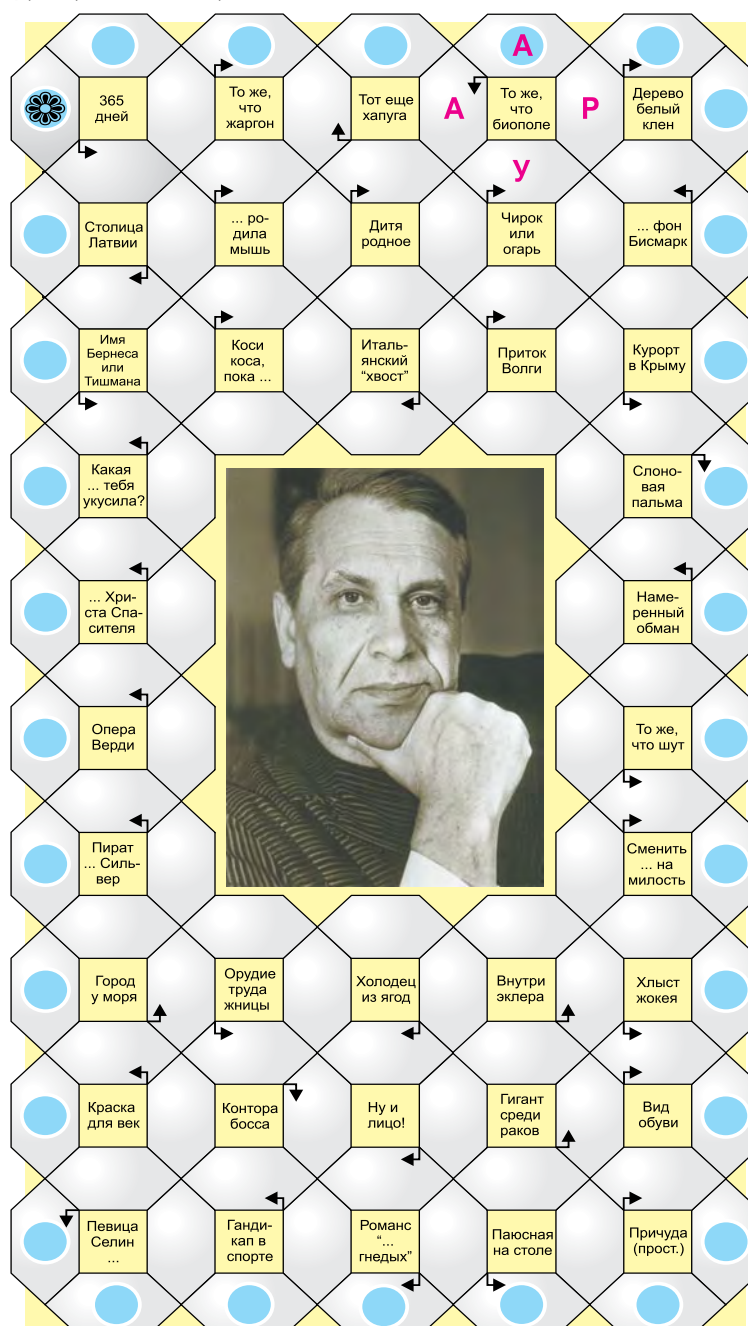 А
365
дней
То же,
что
жаргон
Тот еще
хапуга
А
То же,
что
биополе
Р
Дерево
белый
клен
У
Столица
Латвии
... ро-
дила
мышь
Дитя
родное
Чирок
или
огарь
... фон
Бисмарк
Имя
Бернеса
или
Тишмана
Коси
коса,
пока ...
Италь-
янский
“хвост”
Приток
Волги
Курорт
в Крыму
Какая
... тебя
укусила?
Слоно-
вая
пальма
... Хри-
ста Спа-
сителя
Наме-
ренный
обман
Опера
Верди
То же,
что шут
Пират
... Силь-
вер
Сменить
... на
милость
Город
у моря
Орудие
труда
жницы
Холодец
из ягод
Внутри
эклера
Хлыст
жокея
Краска
для век
Контора
босса
Ну и
лицо!
Гигант
среди
раков
Вид
обуви
Певица
Селин
...
Ганди-
кап в
спорте
Романс
“...
гнедых”
Паюсная
на столе
Причуда
(прост.)